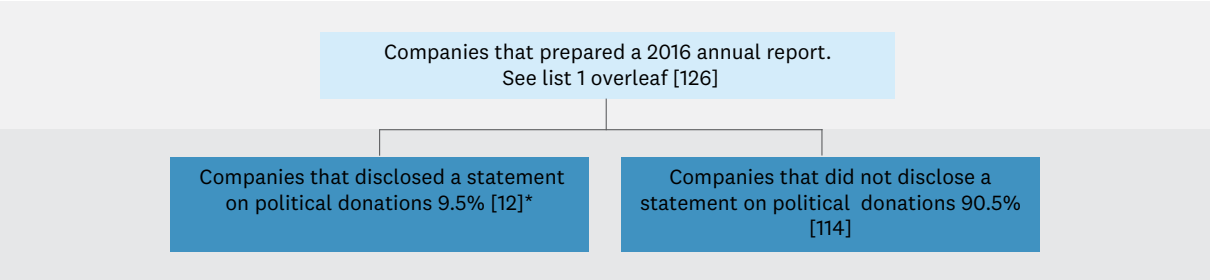 Companies that prepared a 2016 annual report.
See list 1 overleaf [126]
Companies that disclosed a statement
on political donations 9.5% [12]*
Companies that did not disclose a
statement on political donations 90.5%
[114]